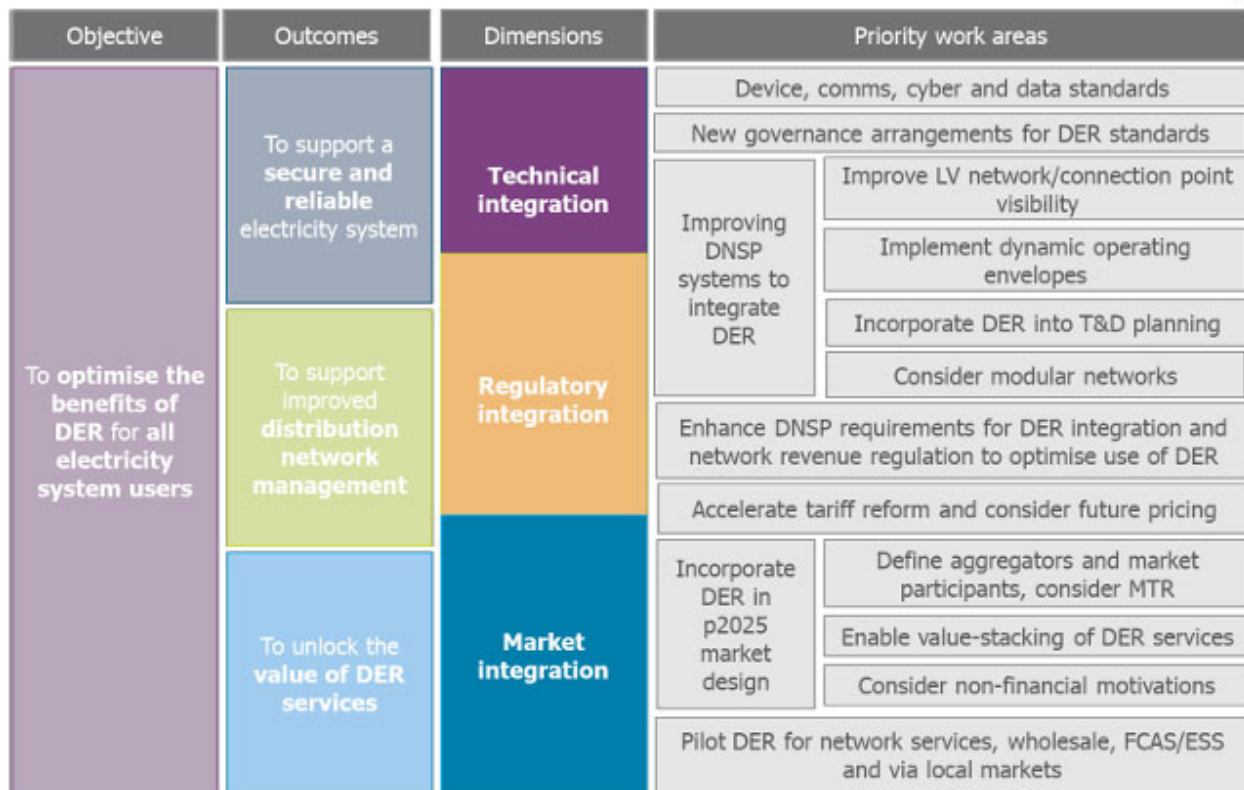 Objective
Outcomes
Dimensions
Priority work areas
To optimise the
benefits of
DER for all
electricity
system users
To support a
secure and
reliable
electricity system
To support
improved
distribution
network
management
To unlock the
value of DER
services
Technical
integration
Regulatory
integration
Market
integration
Device, comms, cyber and data standards
New governance arrangements for DER standards
Improving
DNSP
systems to
integrate
DER
Improve LV network/connection point
visibility
Implement dynamic operating
envelopes
Incorporate DER into T&D planning
Consider modular networks
Enhance DNSP requirements for DER integration and
network revenue regulation to optimise use of DER
Accelerate tariff reform and consider future pricing
Incorporate
DER in
p2025
market
design
Define aggregators and market
participants, consider MTR
Enable value-stacking of DER services
Consider non-financial motivations
Pilot DER for network services, wholesale, FCAS/ESS
and via local markets